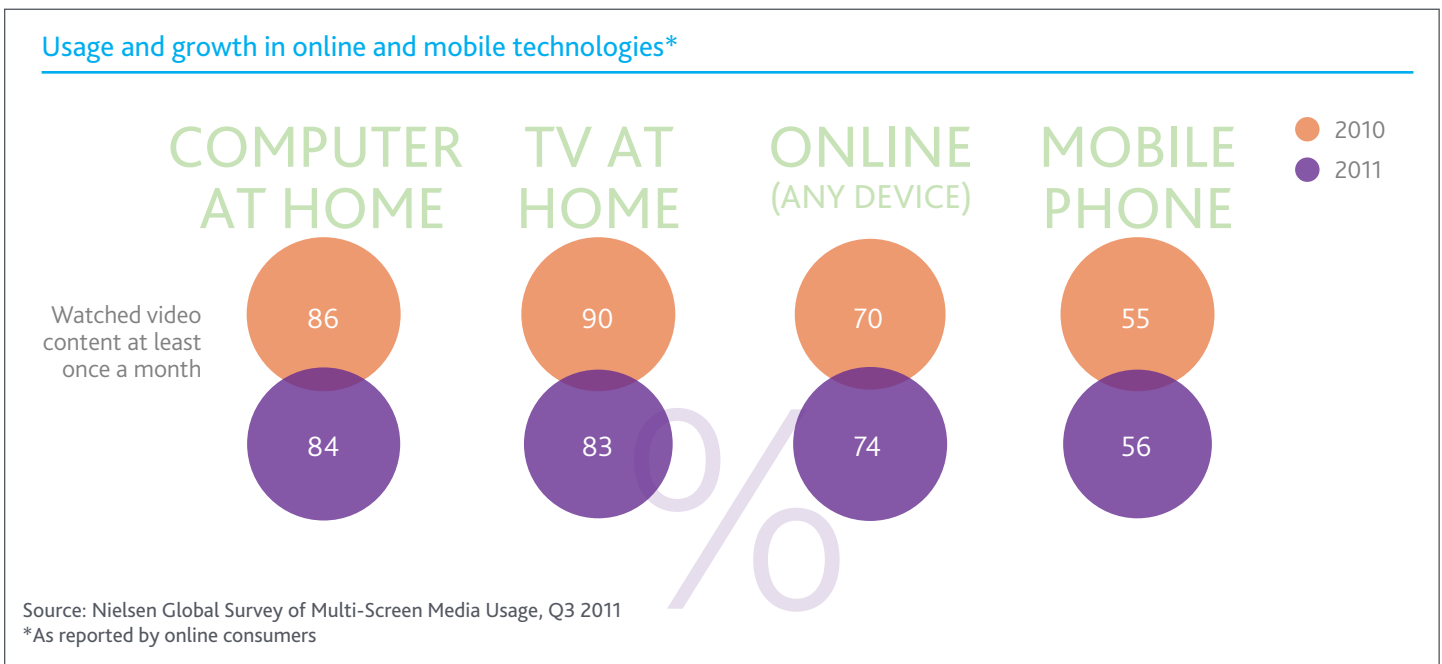 Usage and growth in online and mobile technologies*
COMPUTER
AT HOME
TV AT
HOME
ONLINE
(ANY DEVICE)
MOBILE
PHONE
2010
2011
Watched video
content at least
once a month
86
90
70
55
84
83
74
56
%
Source: Nielsen Global Survey of Multi-Screen Media Usage, Q3 2011
*As reported by online consumers